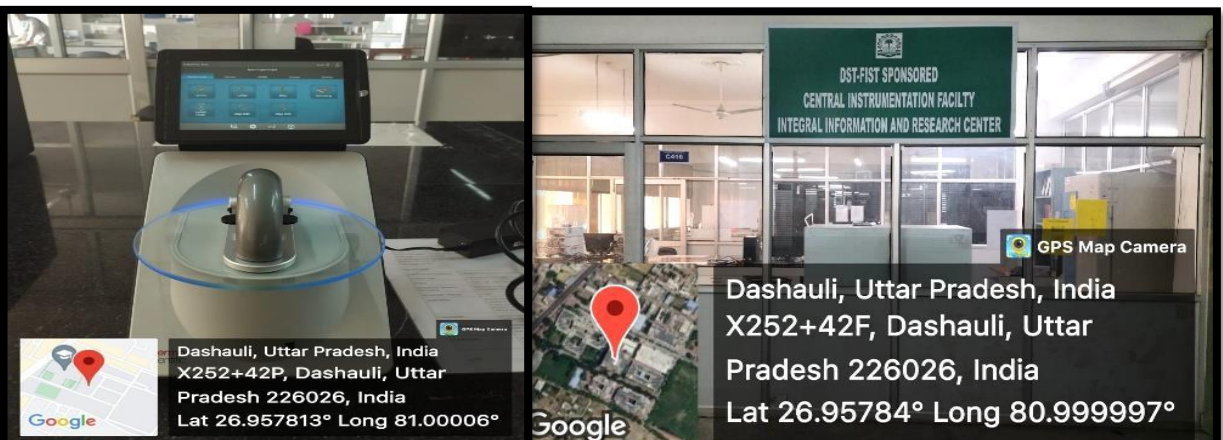 GPS Map Camera
Dashauli, Uttar Pradesh, India
X252+42P, Dashauli, Uttar
Pradesh 226026, India
Lat 26.957813° Long 81.00006°
Google
DST-FIST SPONSORED
CENTRAL INSTRUMENTATION FACILTY
INTEGRAL INFORMATION AND RESEARCH CENTER
C416
GPS Map Camera
Dashauli, Uttar Pradesh, India
X252+42F, Dashauli, Uttar
Pradesh 226026, India
Lat 26.95784° Long 80.999997°
Google